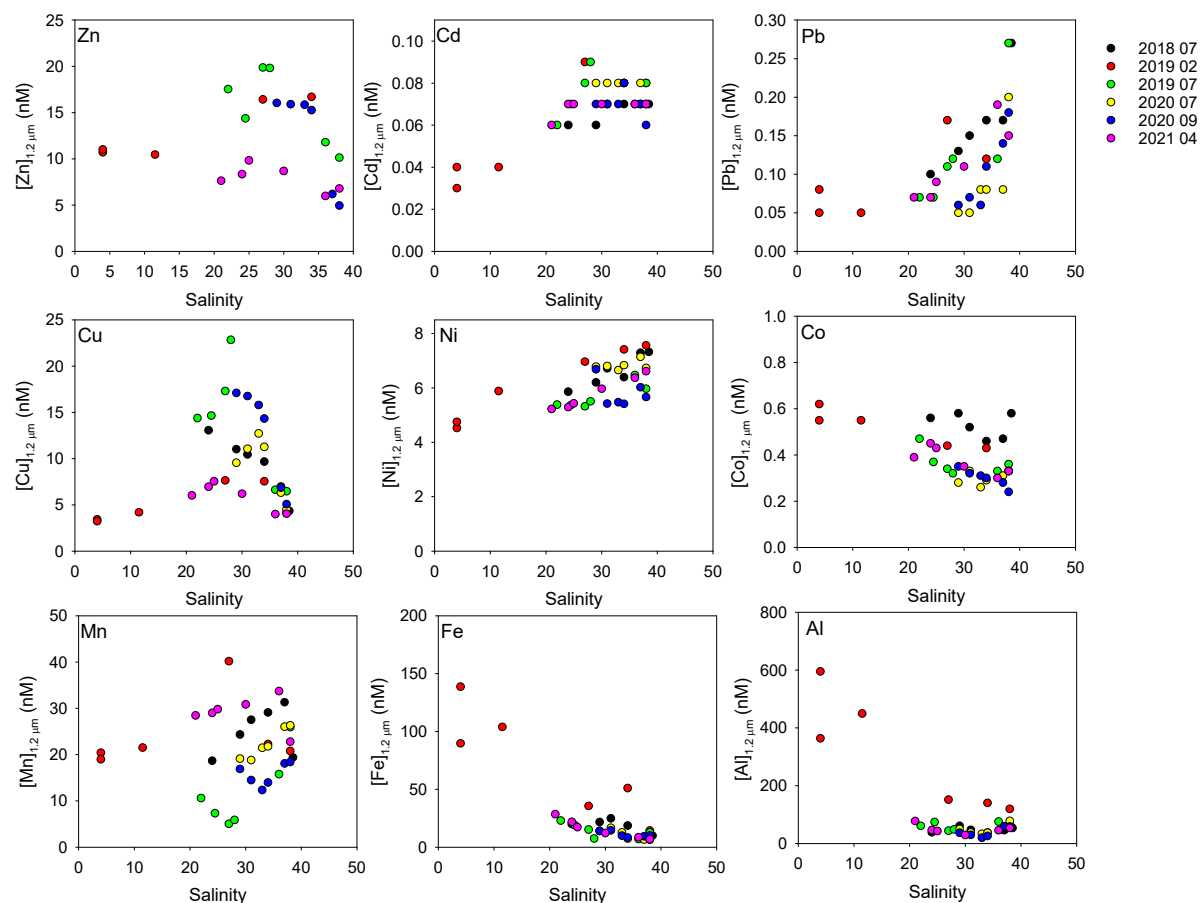 Zn
[Zn]1.2 μm (nM)
25
20
15
10
5
0
0 5 10 15 20 25 30 35 40
Salinity
Cd
[Cd]1.2 μm (nM)
0.10
0.08
0.06
0.04
0.02
0.00
0 10 20 30 40 50
Salinity
Pb
[Pb]1.2 μm (nM)
0.30
0.25
0.20
0.15
0.10
0.05
0.00
0 10 20 30 40 50
Salinity
2018 07
2019 02
2019 07
2020 07
2020 09
2021 04
Cu
[Cu]1.2 μm (nM)
25
20
15
10
5
0
0 10 20 30 40 50
Salinity
Ni
[Ni]1.2 μm (nM)
8
6
4
2
0
0 10 20 30 40 50
Salinity
Co
[Co]1.2 μm (nM)
1.0
0.8
0.6
0.4
0.2
0.0
0 10 20 30 40 50
Salinity
Mn
[Mn]1.2 μm (nM)
50
40
30
20
10
0
0 10 20 30 40 50
Salinity
Fe
[Fe]1.2 μm (nM)
200
150
100
50
0
0 10 20 30 40 50
Salinity
Al
[Al]1.2 μm (nM)
800
600
400
200
0
0 10 20 30 40 50
Salinity